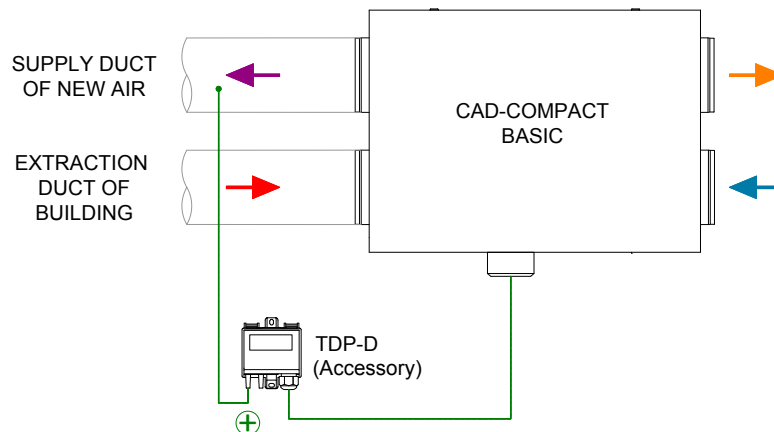 SUPPLY DUCT
OF NEW AIR
CAD-COMPACT
BASIC
EXTRACTION
DUCT OF
BUILDING
TDP-D
(Accessory)